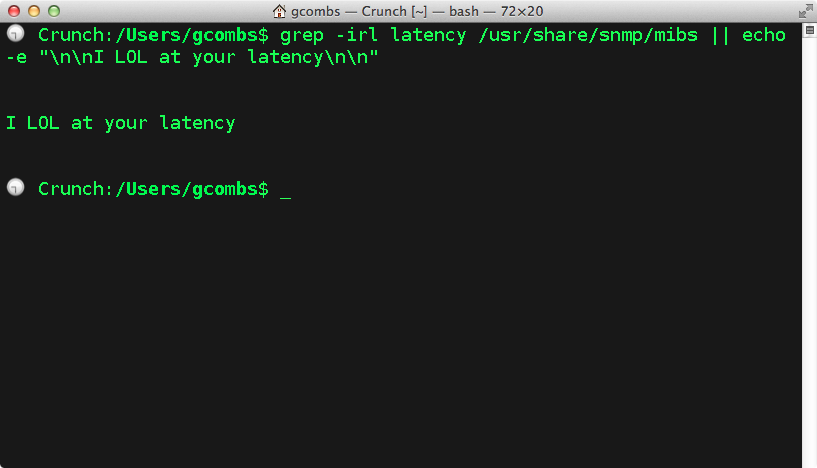 gcombs — Crunch [~] — bash — 72×20
Crunch:/Users/gcombs$ grep -irl latency /usr/share/snmp/mibs || echo
-e "\n\nI LOL at your latency\n\n"
I LOL at your latency
Crunch:/Users/gcombs$ _